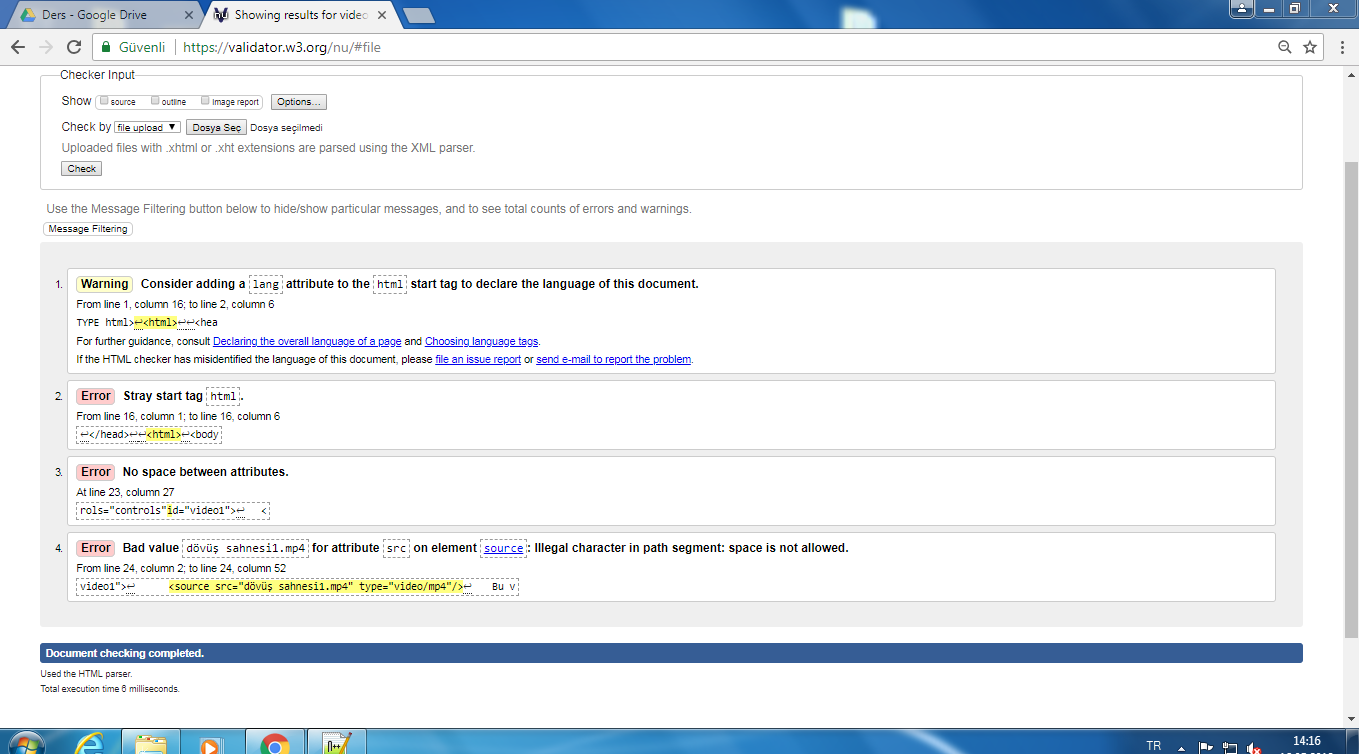 Ders - Google Drive
Showing results for video
Güvenli
https://validator.w3.org/nu/#file
Checker Input
Show source outline image report Options...
Check by file upload Dosya Seç Dosya seçilmedi
Uploaded files with .xhtml or .xht extensions are parsed using the XML parser.
Check
Use the Message Filtering button below to hide/show particular messages, and to see total counts of errors and warnings.
Message Filtering
1. Warning Consider adding a lang attribute to the html start tag to declare the language of this document.
From line 1, column 16; to line 2, column 6
TYPE html>↩<html>↩↩<hea
For further guidance, consult Declaring the overall language of a page and Choosing language tags.
If the HTML checker has misidentified the language of this document, please file an issue report or send e-mail to report the problem.
2. Error Stray start tag html.
From line 16, column 1; to line 16, column 6
↩</head>↩↩<html>↩<body
3. Error No space between attributes.
At line 23, column 27
rols="controls"id="video1">↩ <
4. Error Bad value dövüş sahnesi1.mp4 for attribute src on element source: Illegal character in path segment: space is not allowed.
From line 24, column 2; to line 24, column 52
video1">↩ <source src="dövüş sahnesi1.mp4" type="video/mp4"/>↩ Bu v
Document checking completed.
Used the HTML parser.
Total execution time 6 milliseconds.
TR
14:16